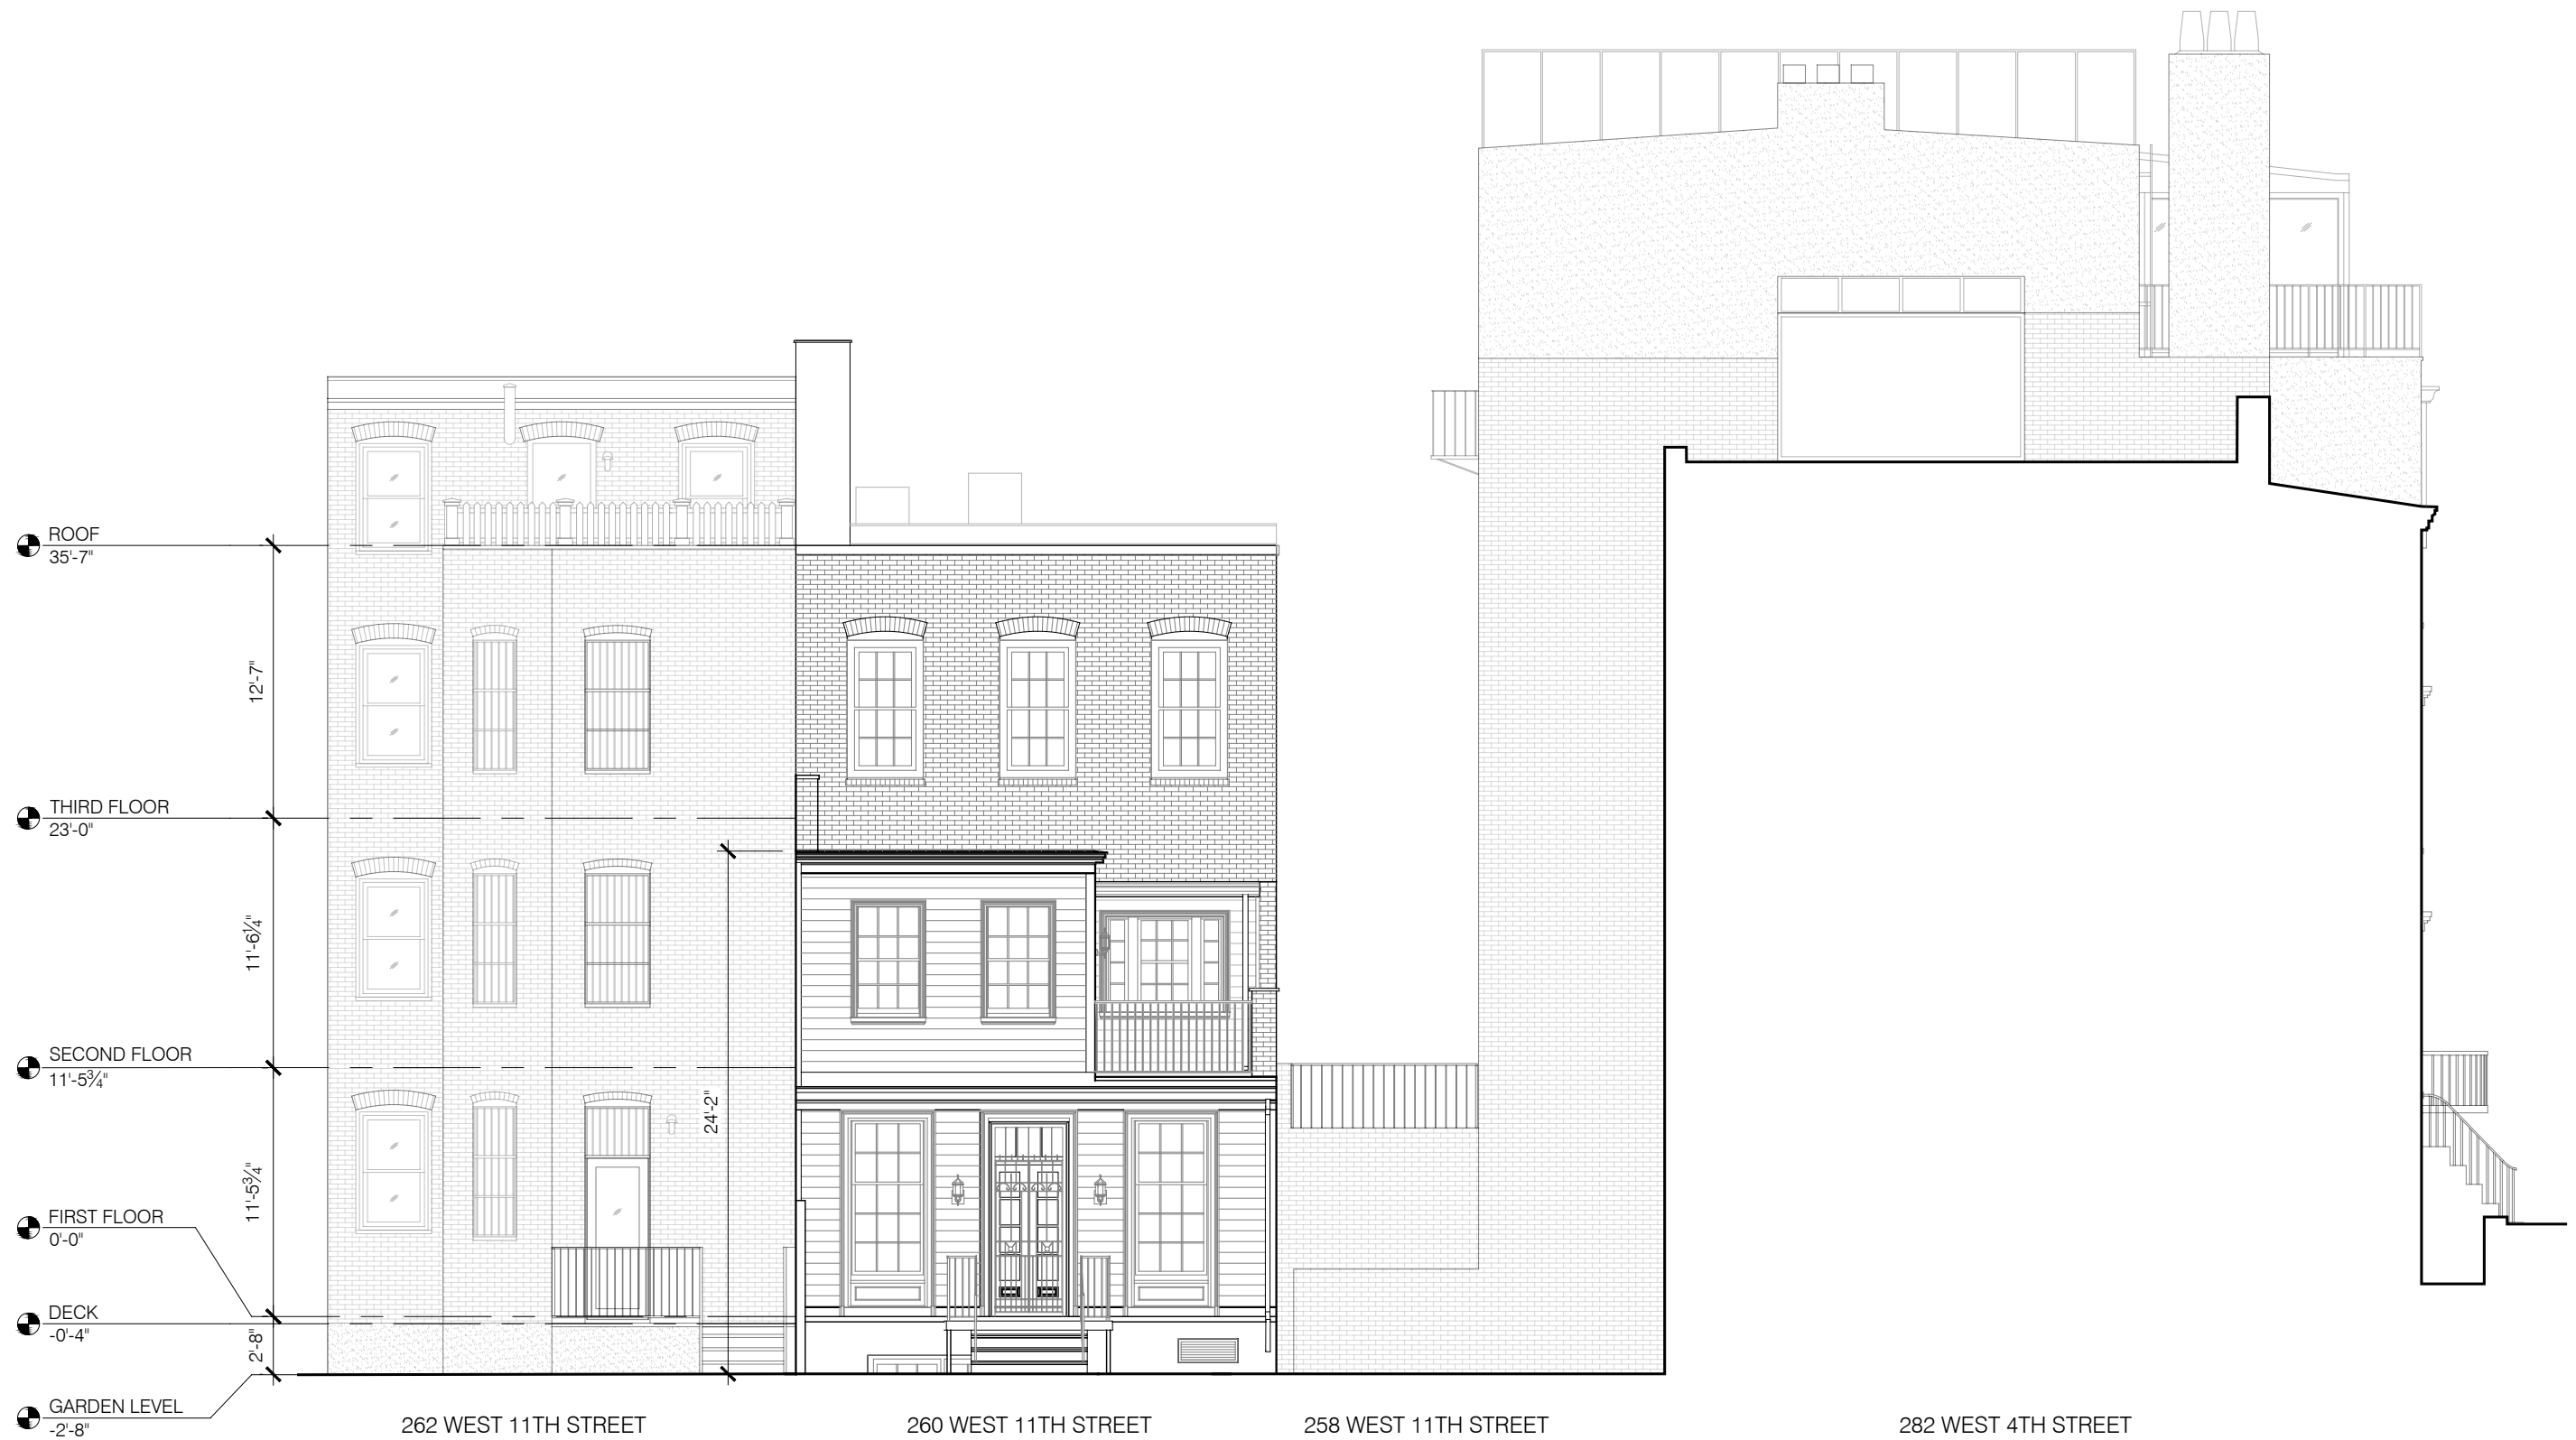 ROOF
35'-7"
12'-7"
THIRD FLOOR
23'-0"
11'-6¼"
SECOND FLOOR
11'-5¾"
24'-2"
11'-5¾"
FIRST FLOOR
0'-0"
DECK
-0'-4"
2'-8"
GARDEN LEVEL
-2'-8"
262 WEST 11TH STREET
260 WEST 11TH STREET
258 WEST 11TH STREET
282 WEST 4TH STREET